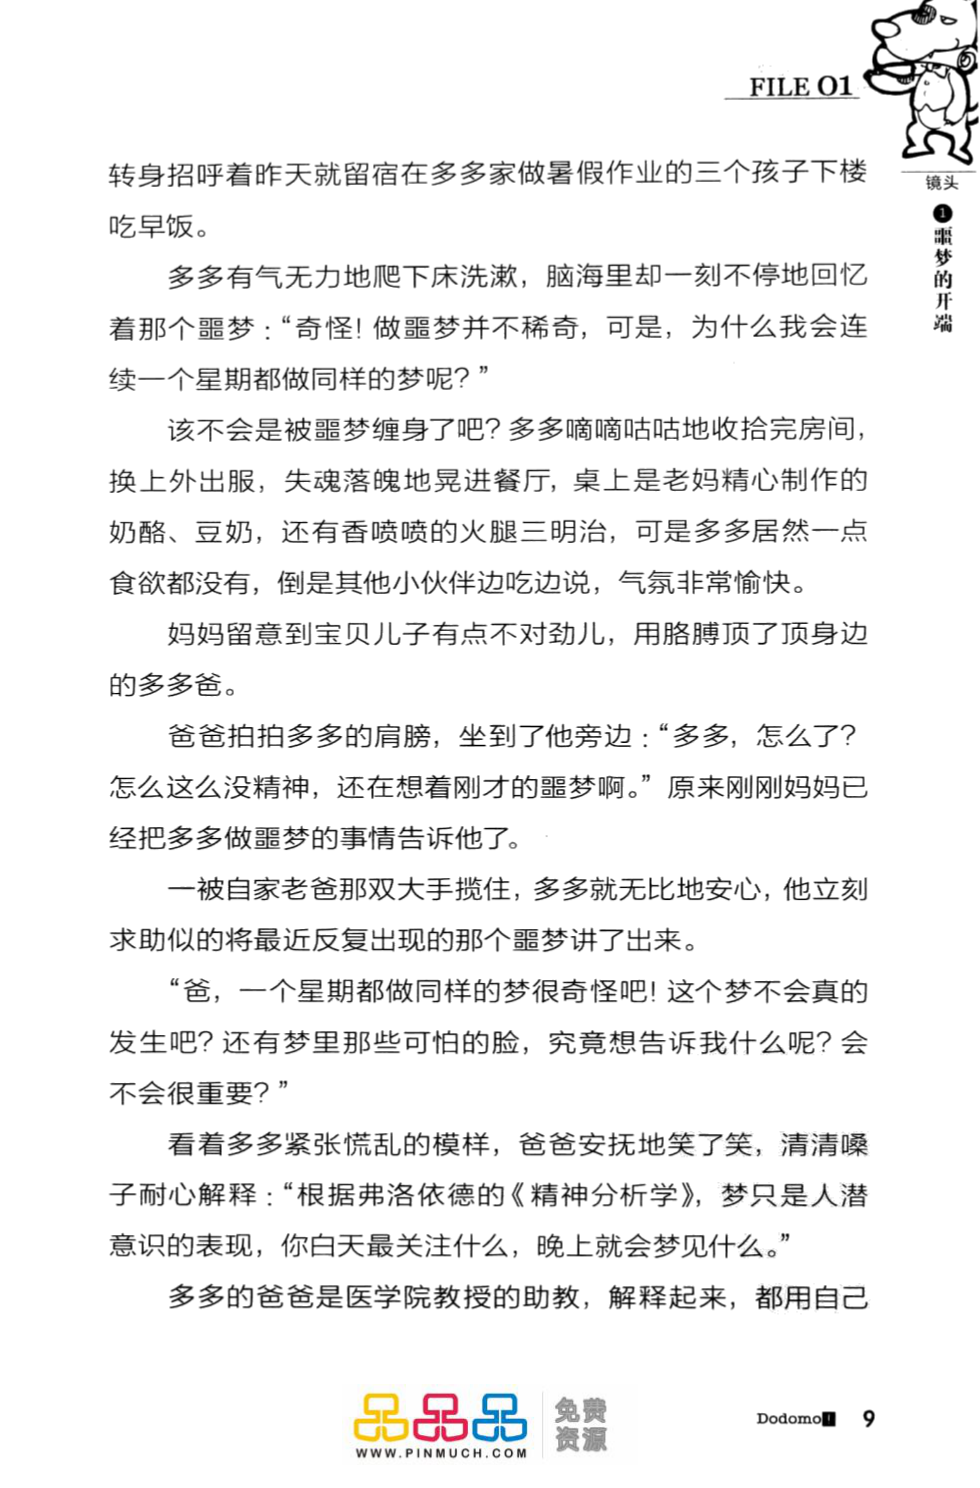 FILE 01
镜头
1
噩梦的开端
转身招呼着昨天就留宿在多多家做暑假作业的三个孩子下楼
吃早饭。
多多有气无力地爬下床洗漱，脑海里却一刻不停地回忆
着那个噩梦：“奇怪！做噩梦并不稀奇，可是，为什么我会连
续一个星期都做同样的梦呢？”
该不会是被噩梦缠身了吧？多多嘀嘀咕咕地收拾完房间，
换上外出服，失魂落魄地晃进餐厅，桌上是老妈精心制作的
奶酪、豆奶，还有香喷喷的火腿三明治，可是多多居然一点
食欲都没有，倒是其他小伙伴边吃边说，气氛非常愉快。
妈妈留意到宝贝儿子有点不对劲儿，用胳膊顶了顶身边
的多多爸。
爸爸拍拍多多的肩膀，坐到了他旁边：“多多，怎么了？
怎么这么没精神，还在想着刚才的噩梦啊。”原来刚刚妈妈已
经把多多做噩梦的事情告诉他了。
一被自家老爸那双大手揽住，多多就无比地安心，他立刻
求助似的将最近反复出现的那个噩梦讲了出来。
“爸，一个星期都做同样的梦很奇怪吧！这个梦不会真的
发生吧？还有梦里那些可怕的脸，究竟想告诉我什么呢？会
不会很重要？”
看着多多紧张慌乱的模样，爸爸安抚地笑了笑，清清嗓
子耐心解释：“根据弗洛依德的《精神分析学》，梦只是人潜
意识的表现，你白天最关注什么，晚上就会梦见什么。”
多多的爸爸是医学院教授的助教，解释起来，都用自己
品品品
WWW.PINMUCH.COM
免费
资源
Dodomo! 9